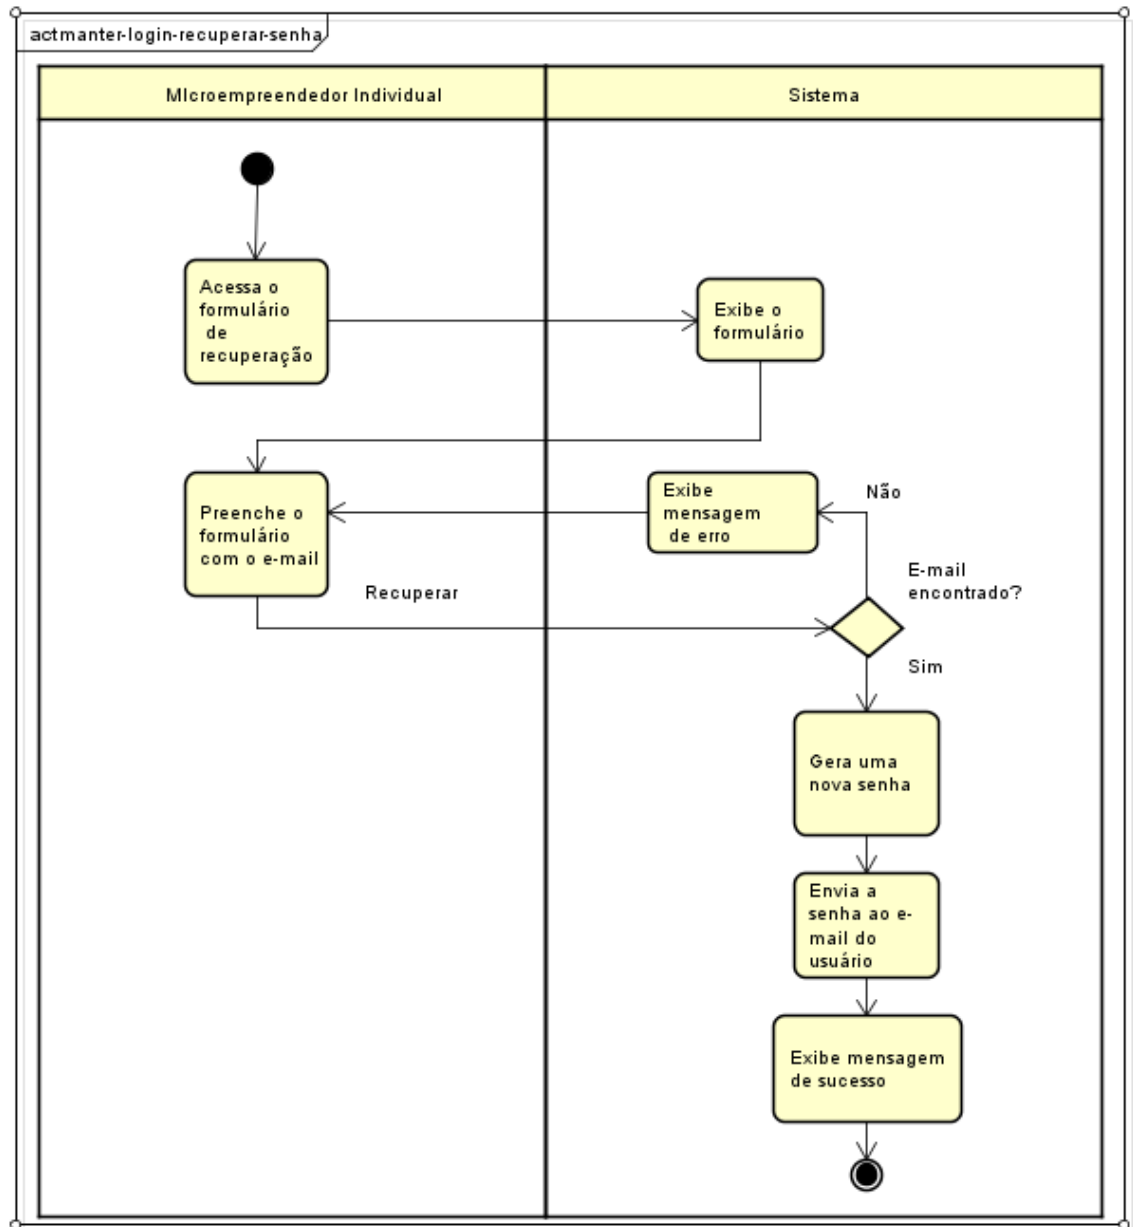 actmanter-login-recuperar-senha
MIcroempreendedor Individual
Sistema
Acessa o
formulário
de
recuperação
Exibe o
formulário
Preenche o
formulário
com o e-mail
Exibe
mensagem
de erro
Não
E-mail
encontrado?
Recuperar
Sim
Gera uma
nova senha
Envia a
senha ao e-
mail do
usuário
Exibe mensagem
de sucesso